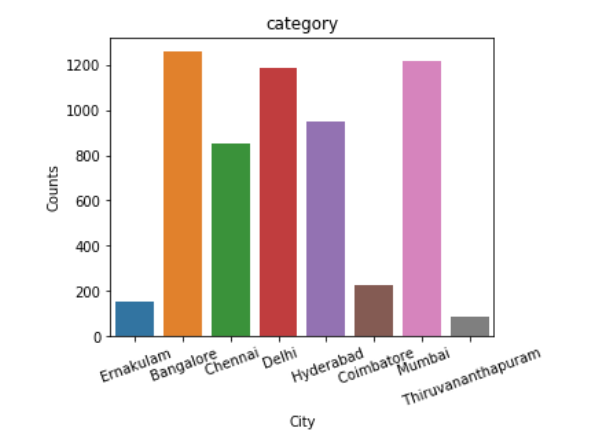 category
1200
1000
800
600
400
200
0
Counts
Ernakulam
Bangalore
Chennai
Delhi
Hyderabad
Coimbatore
Mumbai
Thiruvananthapuram
City